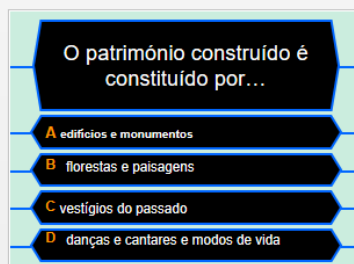 O património construído é
constituído por…
A edifícios e monumentos
B florestas e paisagens
C vestígios do passado
D danças e cantares e modos de vida